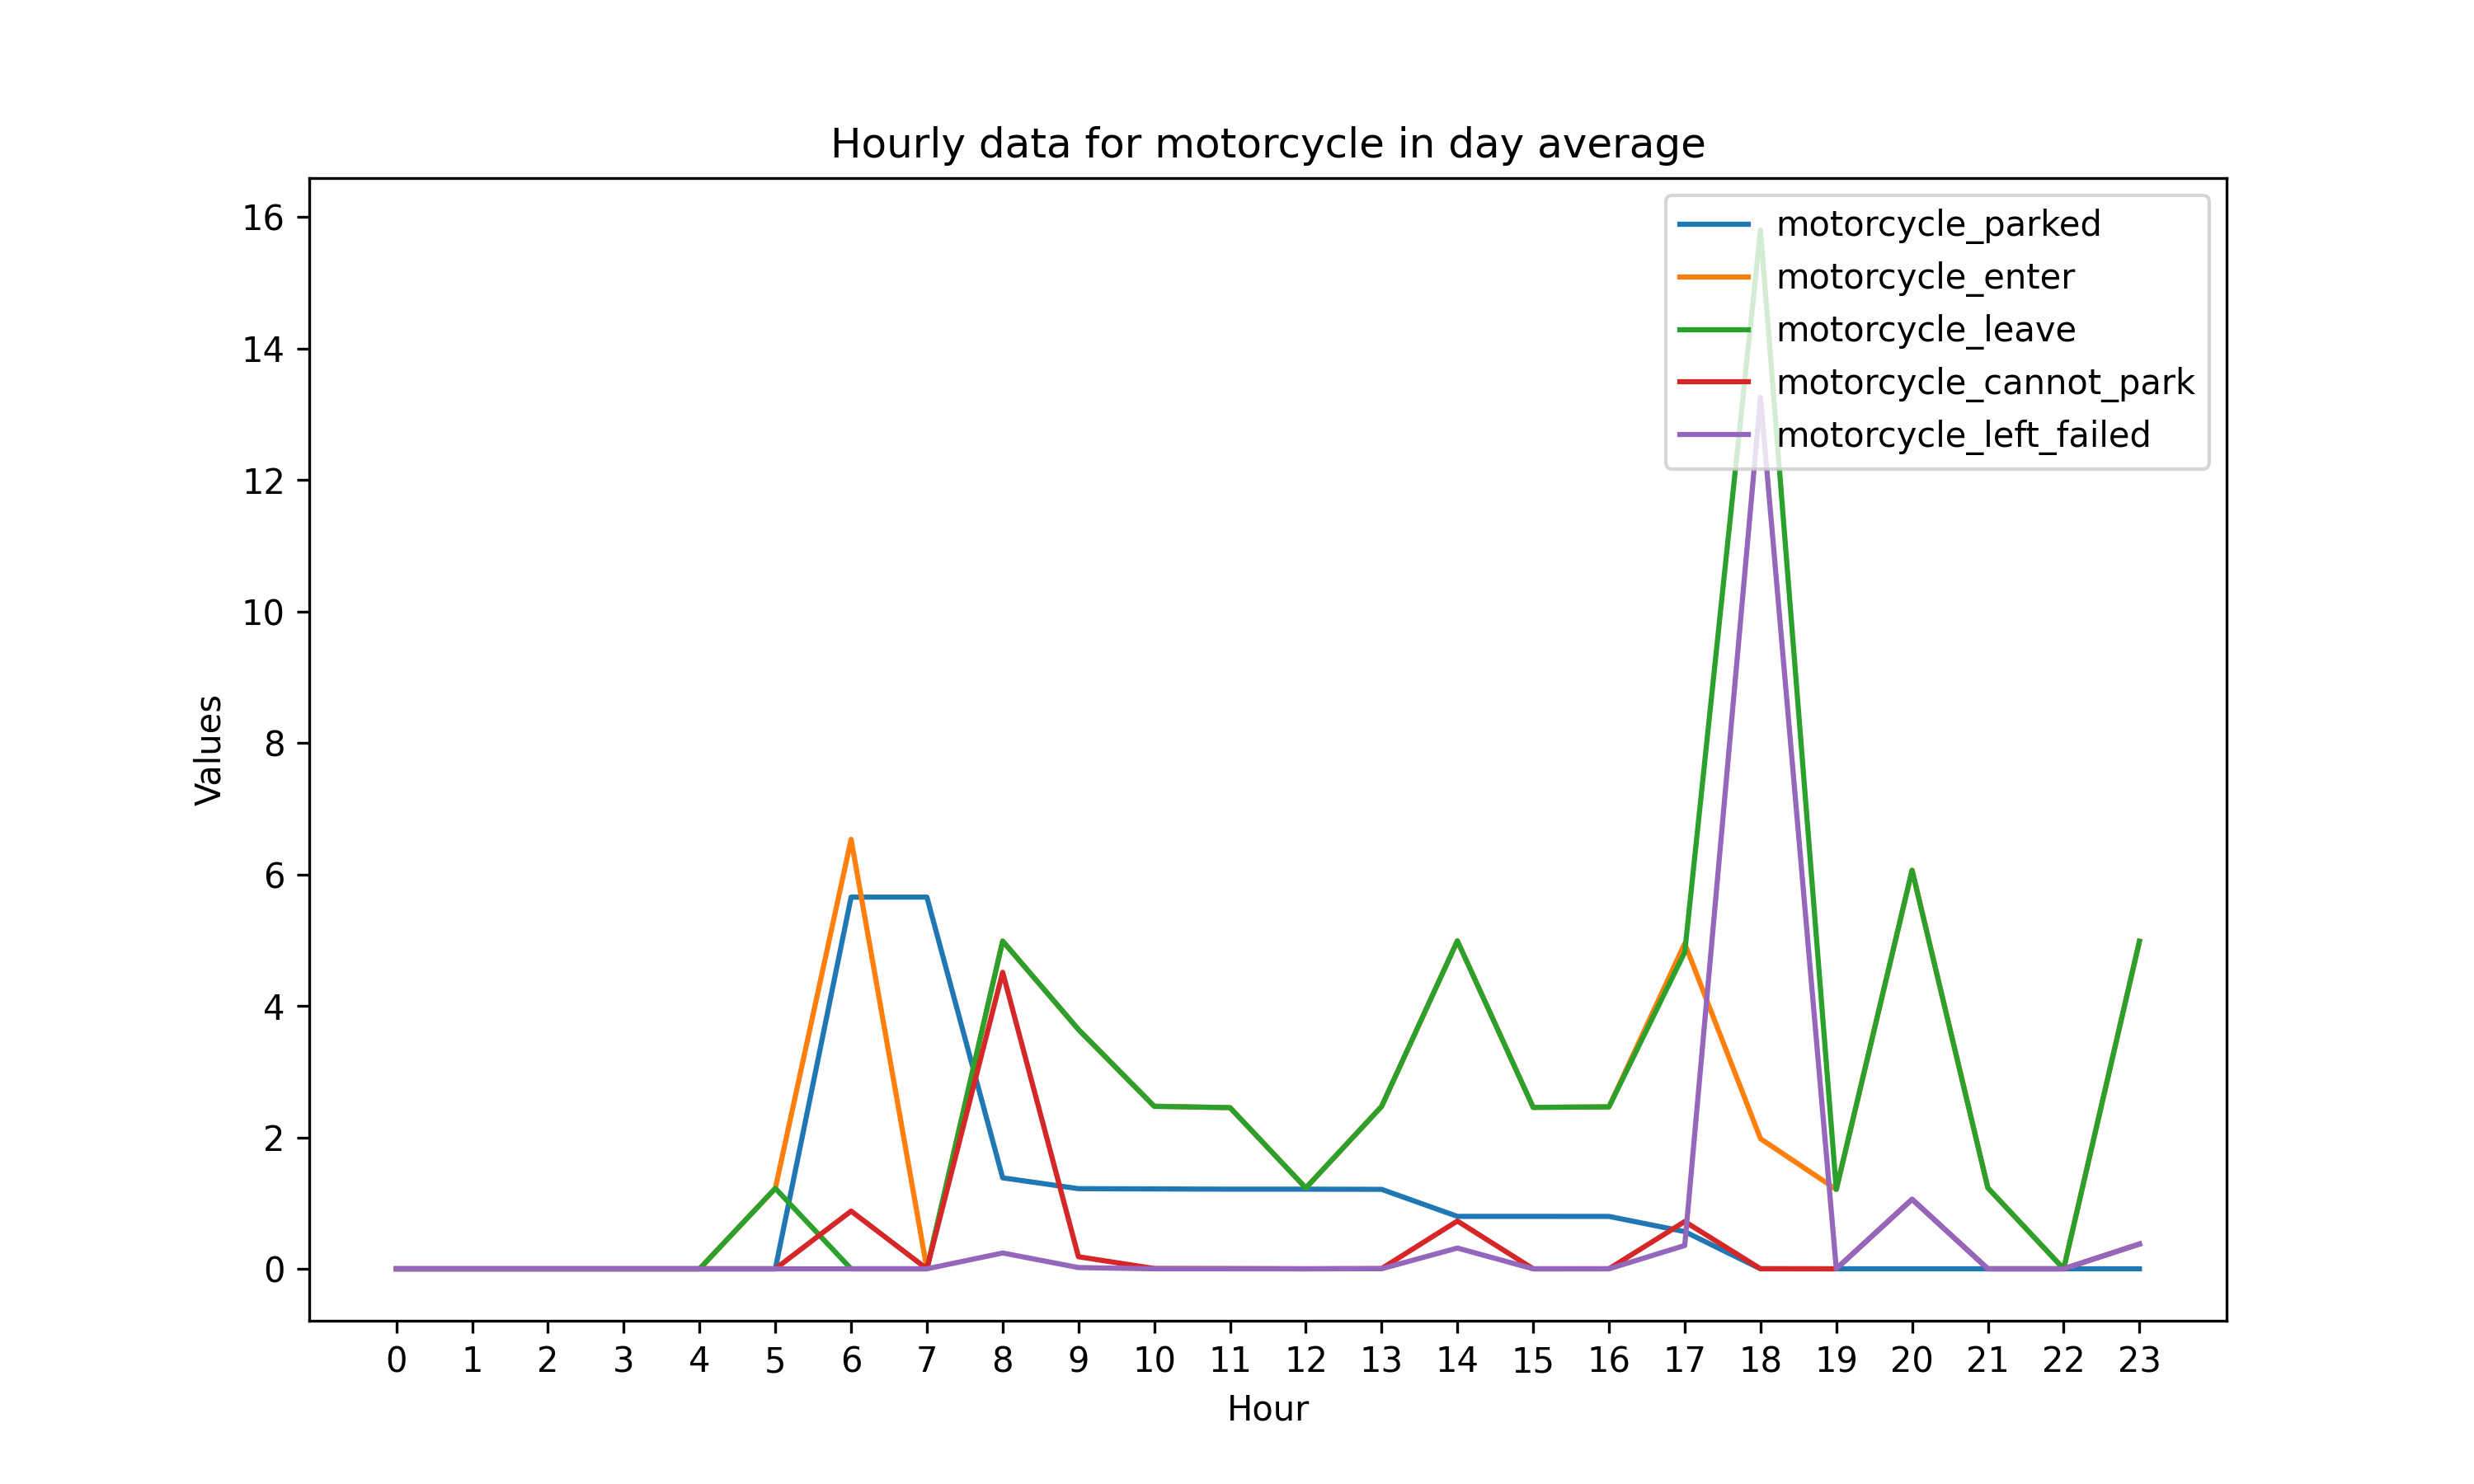 Hourly data for motorcycle in day average
motorcycle_parked
motorcycle_enter
motorcycle_leave
motorcycle_cannot_park
motorcycle_left_failed
16
14
12
10
8
6
4
2
0
Values
0 1 2 3 4 5 6 7 8 9 10 11 12 13 14 15 16 17 18 19 20 21 22 23
Hour